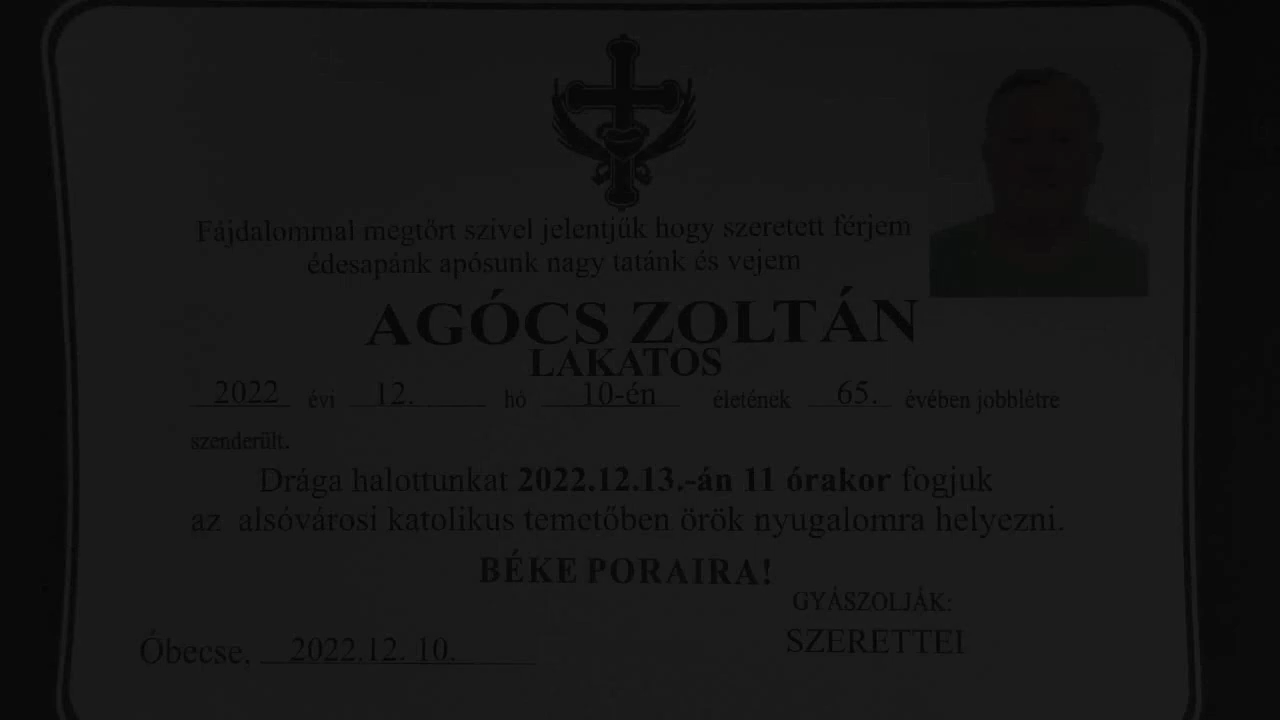 Fájdalommal megtőrt szivel jelentjük hogy szeretett férjem
édesapánk apósunk nagy tatánk és vejem
AGÓCS ZOLTÁN
LAKATOS
2022 évi 12. hó 10-én életének 65. évében jobblétre
szenderült.
Drága halottunkat 2022.12.13.-án 11 órakor fogjuk
az alsóvárosi katolikus temetőben örök nyugalomra helyezni.
BÉKE PORAIRA!
GYÁSZOLJÁK:
SZERETTEI
Óbecse, 2022.12. 10.